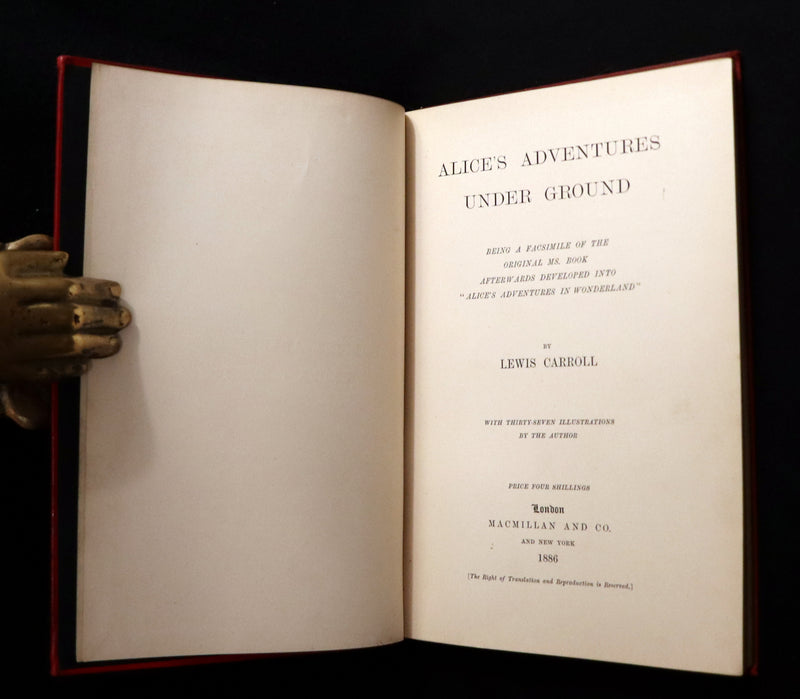 ALICE'S ADVENTURES
UNDER GROUND
BEING A FACSIMILE OF THE
ORIGINAL MS. BOOK
AFTERWARDS DEVELOPED INTO
"ALICE'S ADVENTURES IN WONDERLAND"
BY
LEWIS CARROLL
WITH THIRTY-SEVEN ILLUSTRATIONS
BY THE AUTHOR
PRICE FOUR SHILLINGS
London
MACMILLAN AND CO.
AND NEW YORK
1886
[The Right of Translation and Reproduction is Reserved.]